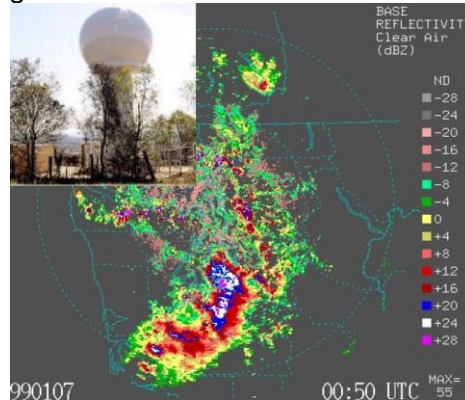 BASE
REFLECTIVIT
Clear Air
(dBZ)
ND
-28
-24
-20
-16
-12
-8
-4
0
+4
+8
+12
+16
+20
+24
+28
990107
00:50 UTC
MAX=
55